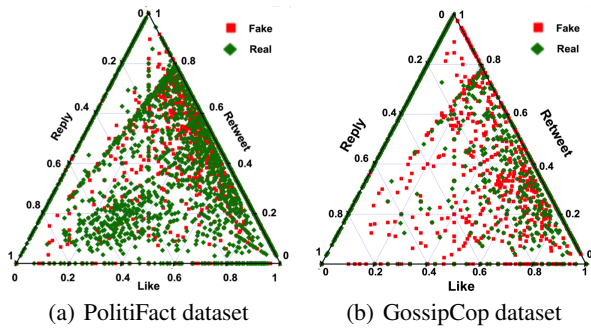 0 1
Fake
Real
0.2 0.8
0.4 0.6
Reply Retweet
0.6 0.4
0.8 0.2
1 0
0 0.2 0.4 0.6 0.8 1
Like
(a) PolitiFact dataset
0 1
Fake
Real
0.2 0.8
0.4 0.6
Reply Retweet
0.6 0.4
0.8 0.2
1 0
0 0.2 0.4 0.6 0.8 1
Like
(b) GossipCop dataset